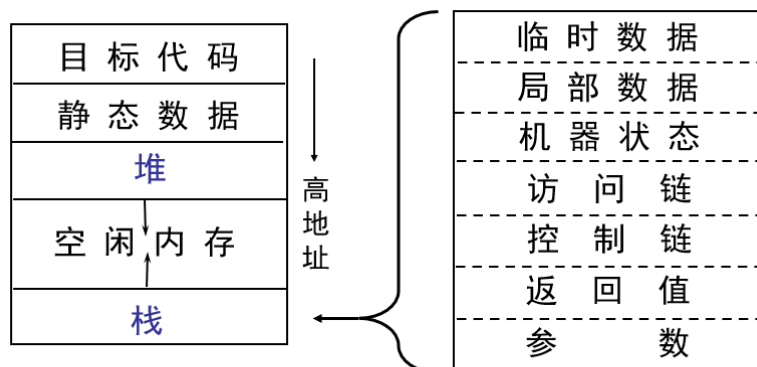 目标代码
静态数据
堆
空闲内存
栈
高地址
临时数据
局部数据
机器状态
访问链
控制链
返回值
参数